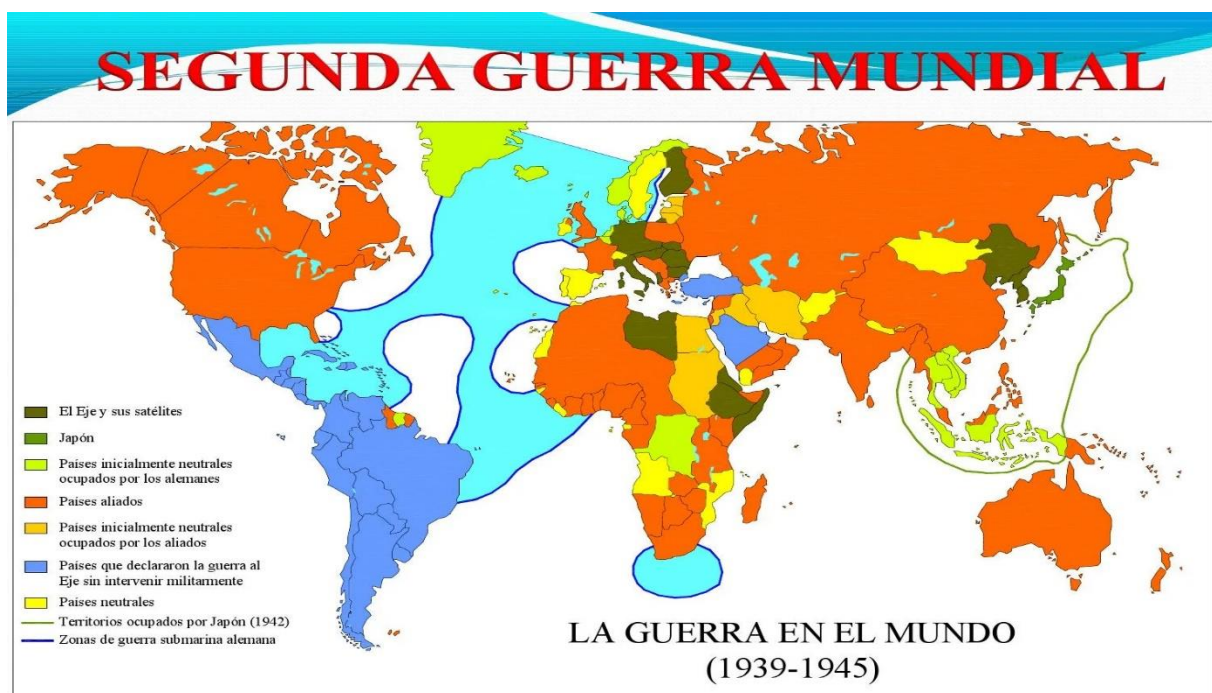 SEGUNDA GUERRA MUNDIAL
El Eje y sus satélites
Japón
Países inicialmente neutrales
ocupados por los alemanes
Países aliados
Países inicialmente neutrales
ocupados por los aliados
Países que declararon la guerra al
Eje sin intervenir militarmente
Países neutrales
Territorios ocupados por Japón (1942)
Zonas de guerra submarina alemana
LA GUERRA EN EL MUNDO
(1939-1945)